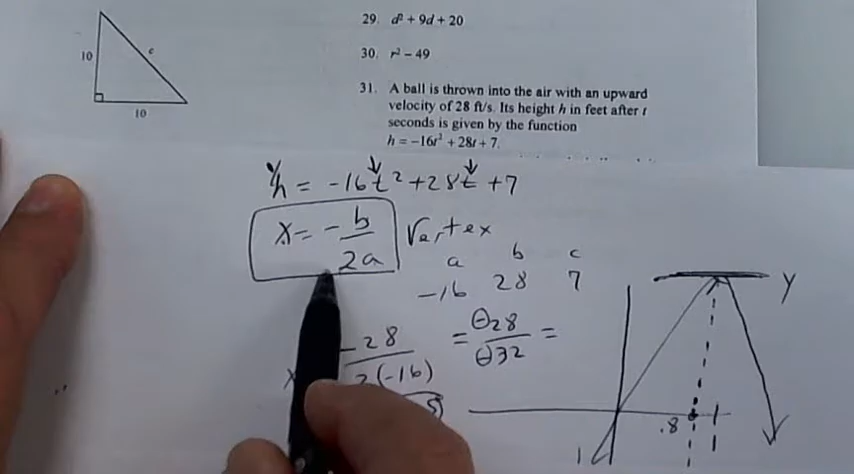 10
c
10
29. d² + 9d + 20
30. r² – 49
31. A ball is thrown into the air with an upward
velocity of 28 ft/s. Its height h in feet after t
seconds is given by the function
h = –16t² + 28t + 7.
h = -16t² + 28t + 7
x = -b/2a Vertex
a b c
-16 28 7
-28/2(-16) = -28/-32 =
y
.8